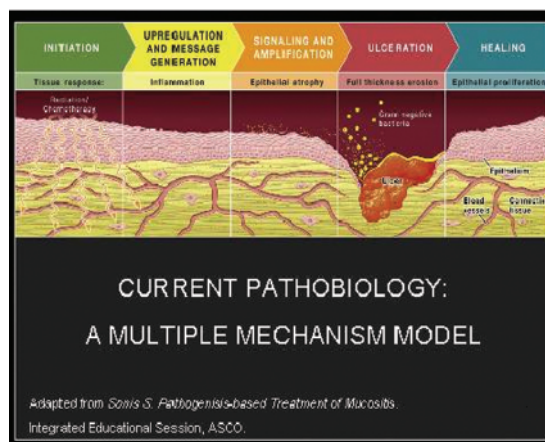 INITIATION
UPREGULATION
AND MESSAGE
GENERATION
SIGNALING AND
AMPLIFICATION
ULCERATION
HEALING
Tissue response:
Inflammation
Epithelial atrophy
Full thickness erosion
Epithelial proliferation
Radiation/
Chemotherapy
Gram negative
bacteria
Ulcer
Epithelium
Blood
vessels
Connective
tissue
CURRENT PATHOBIOLOGY:
A MULTIPLE MECHANISM MODEL
Adapted from Sonis S. Pathogenisis-based Treatment of Mucositis.
Integrated Educational Session, ASCO.